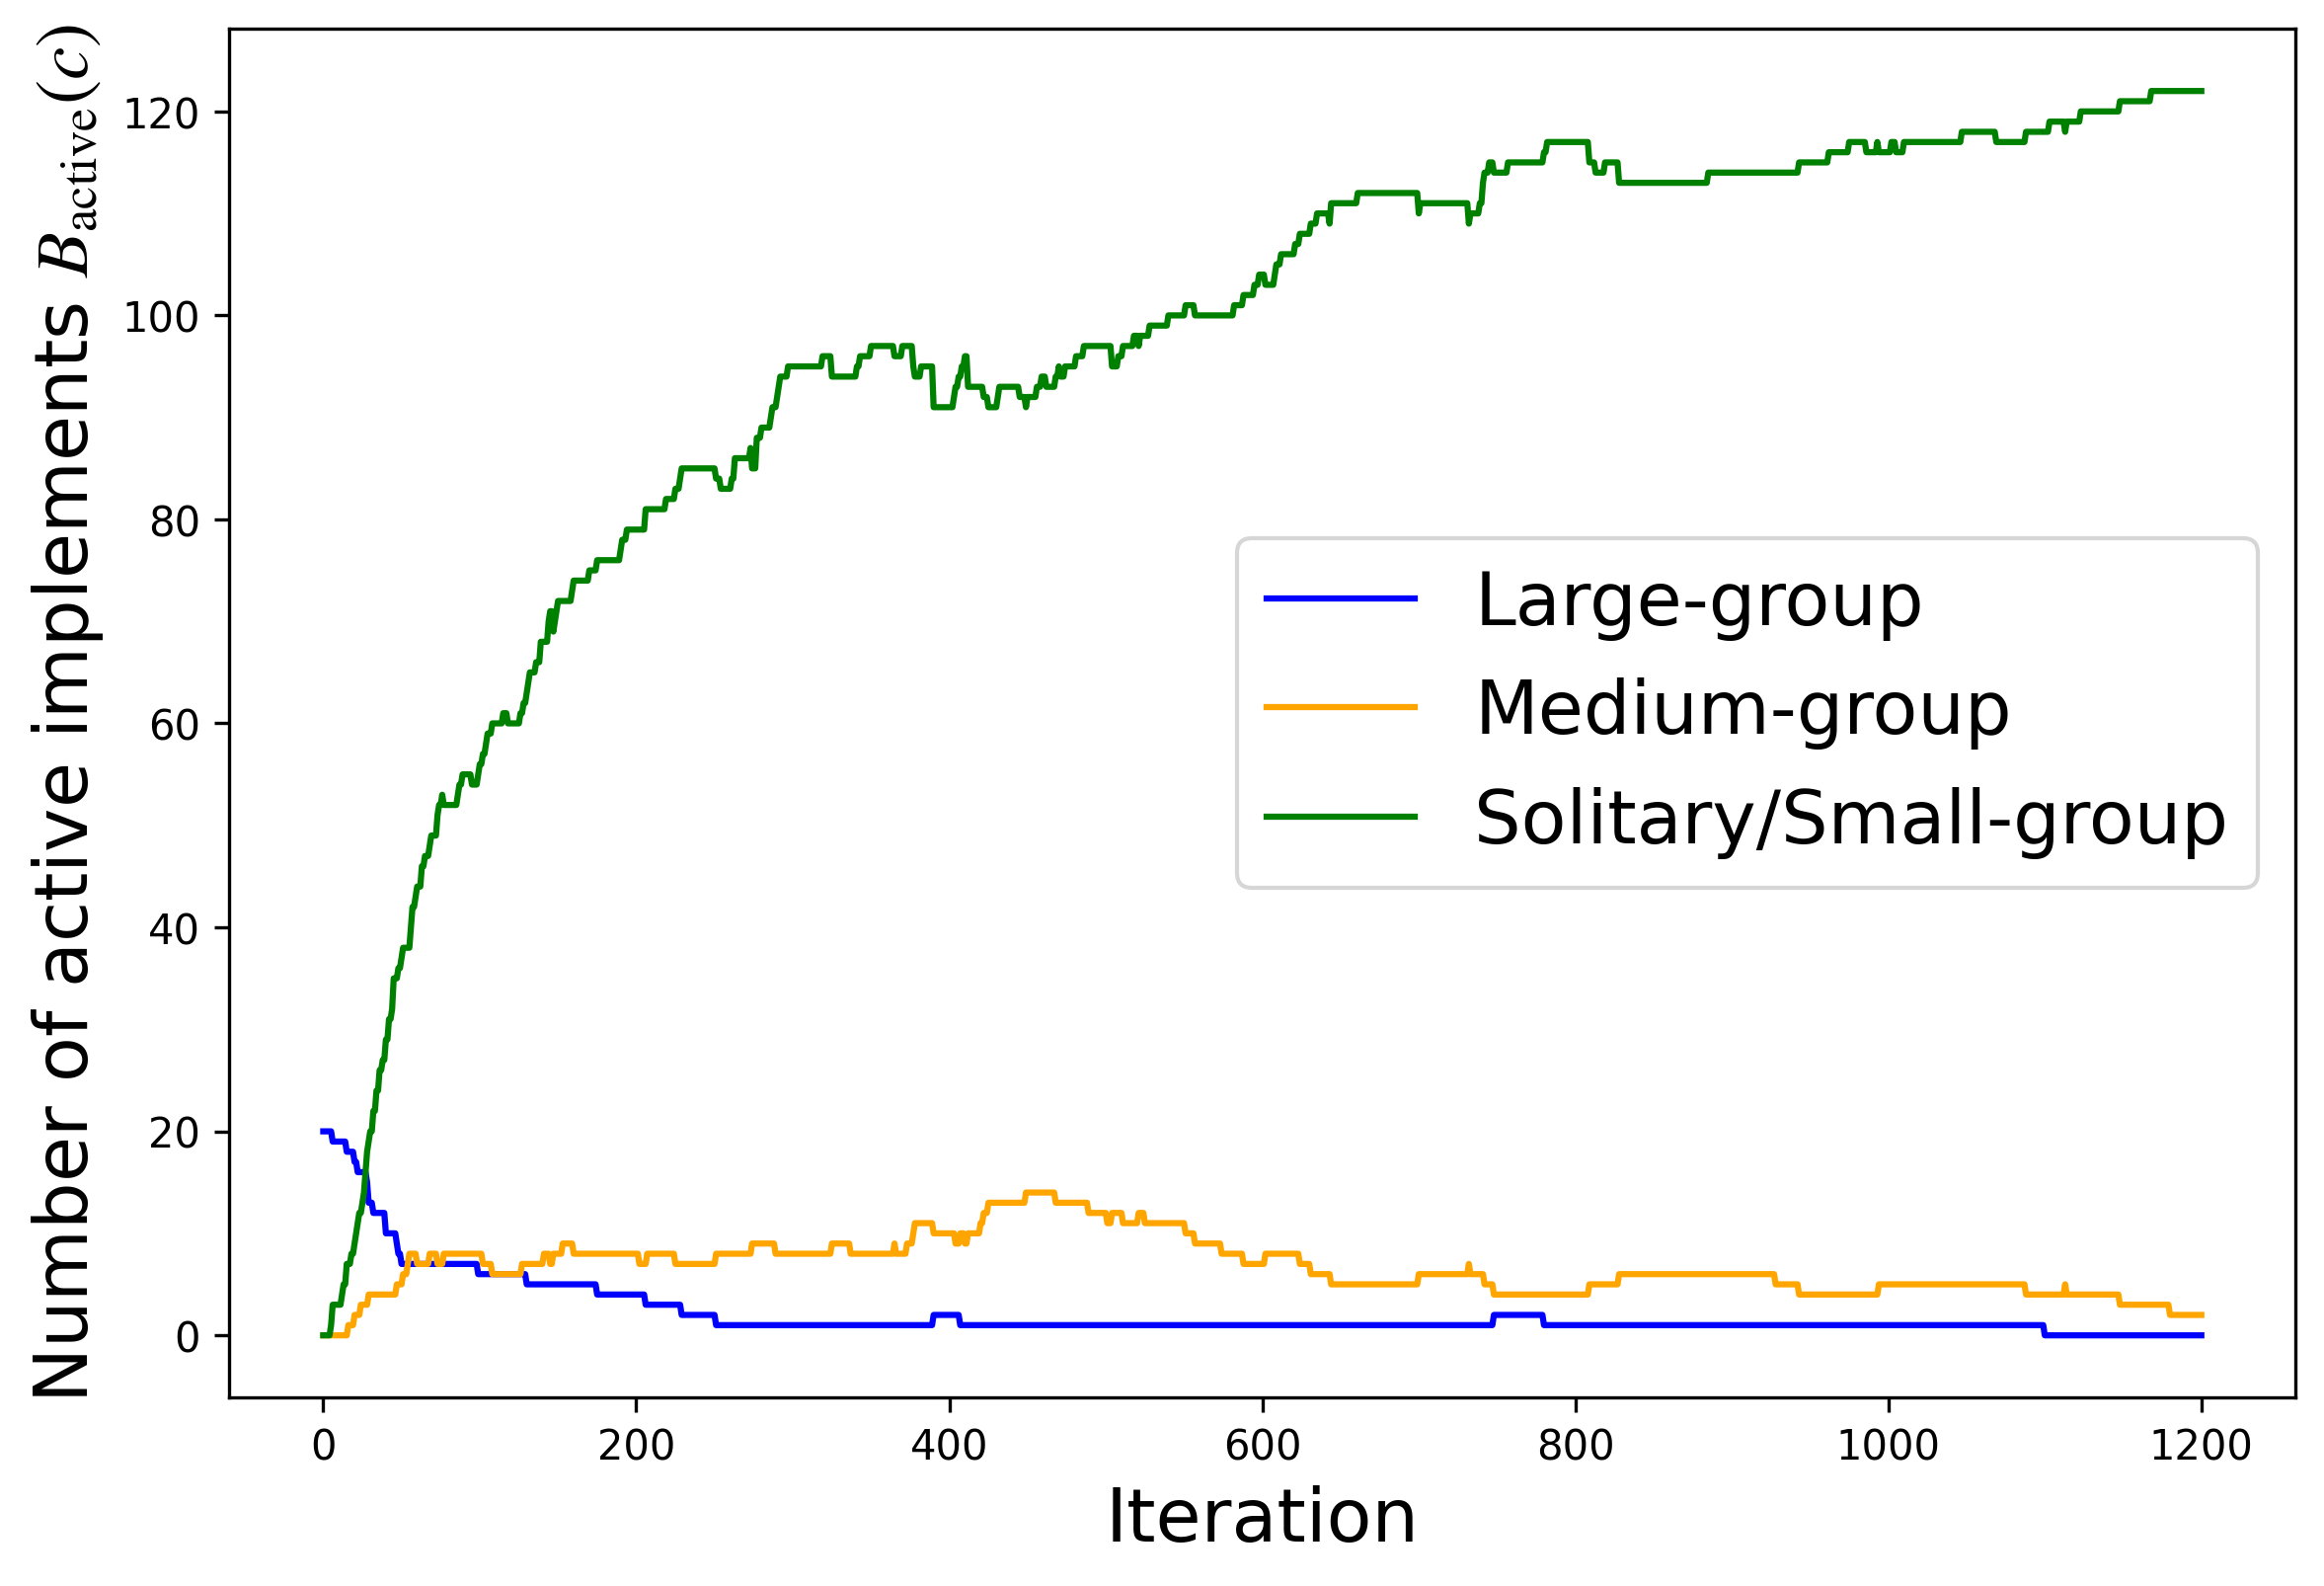 Number of active implements B_active(c)
120
100
80
60
40
20
0
Large-group
Medium-group
Solitary/Small-group
0 200 400 600 800 1000 1200
Iteration